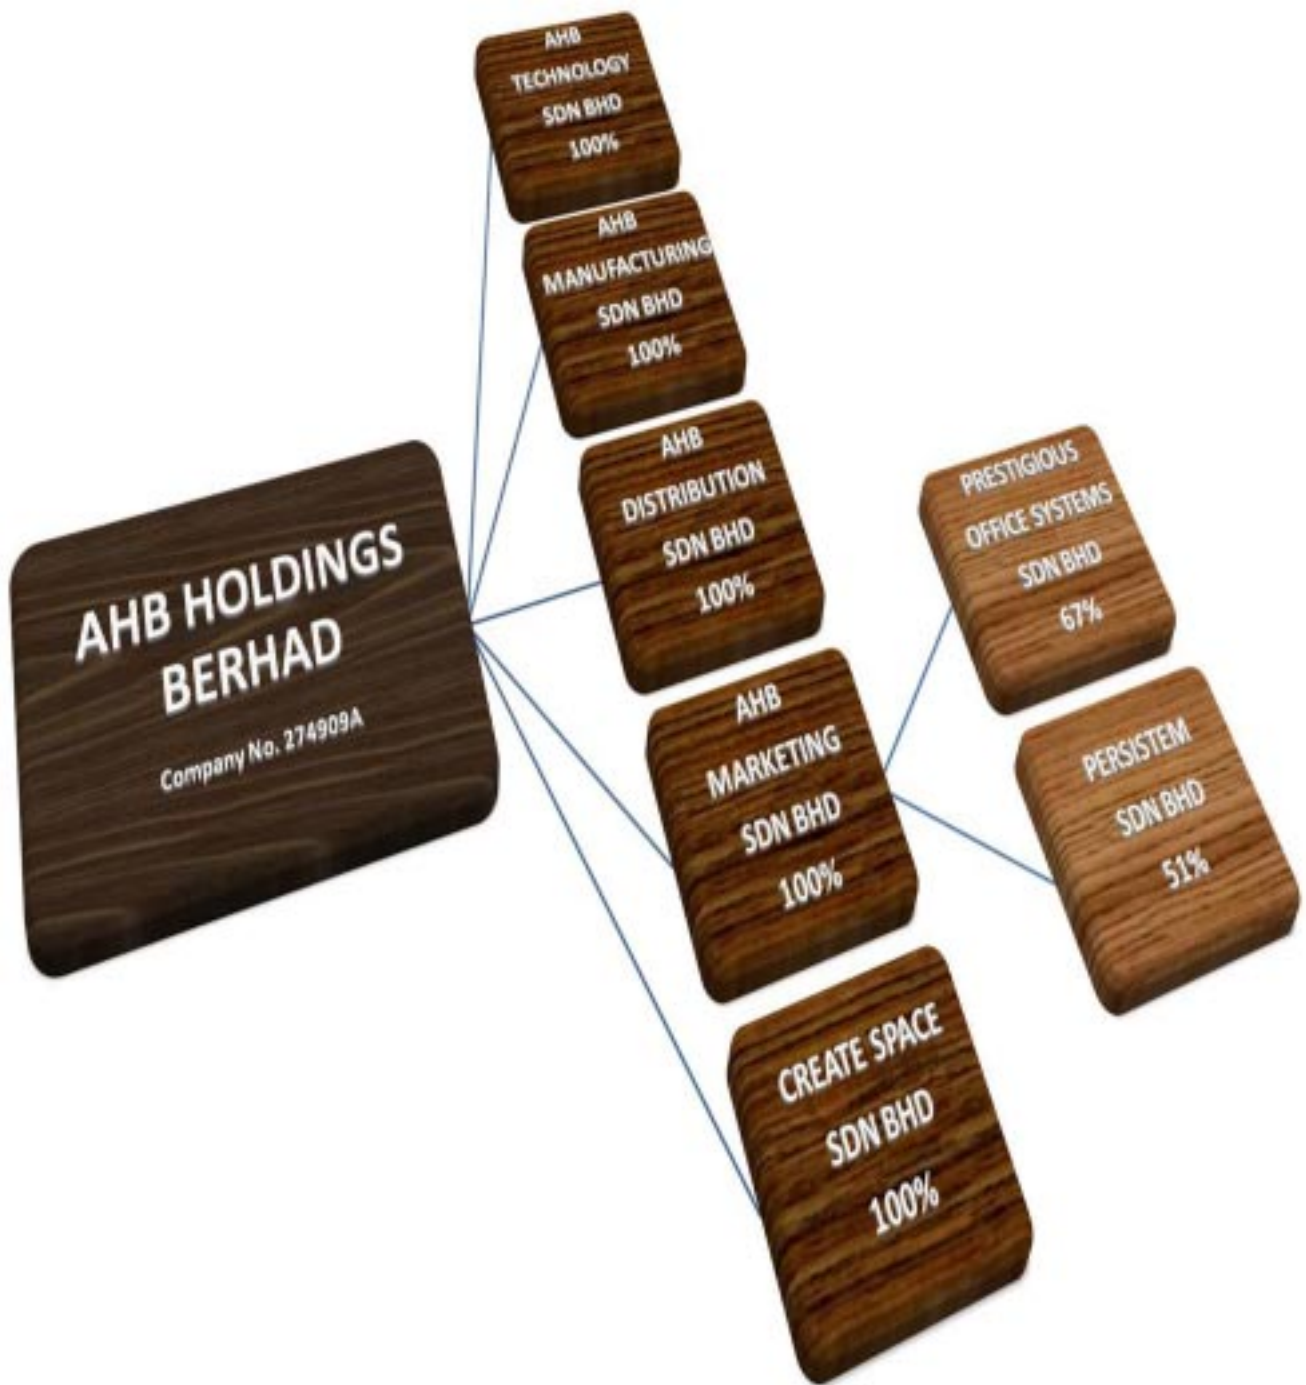 AHB HOLDINGS
BERHAD
Company No. 274909A
AHB
TECHNOLOGY
SDN BHD
100%
AHB
MANUFACTURING
SDN BHD
100%
AHB
DISTRIBUTION
SDN BHD
100%
AHB
MARKETING
SDN BHD
100%
CREATE SPACE
SDN BHD
100%
PRESTIGIOUS
OFFICE SYSTEMS
SDN BHD
67%
PERSISTEM
SDN BHD
51%